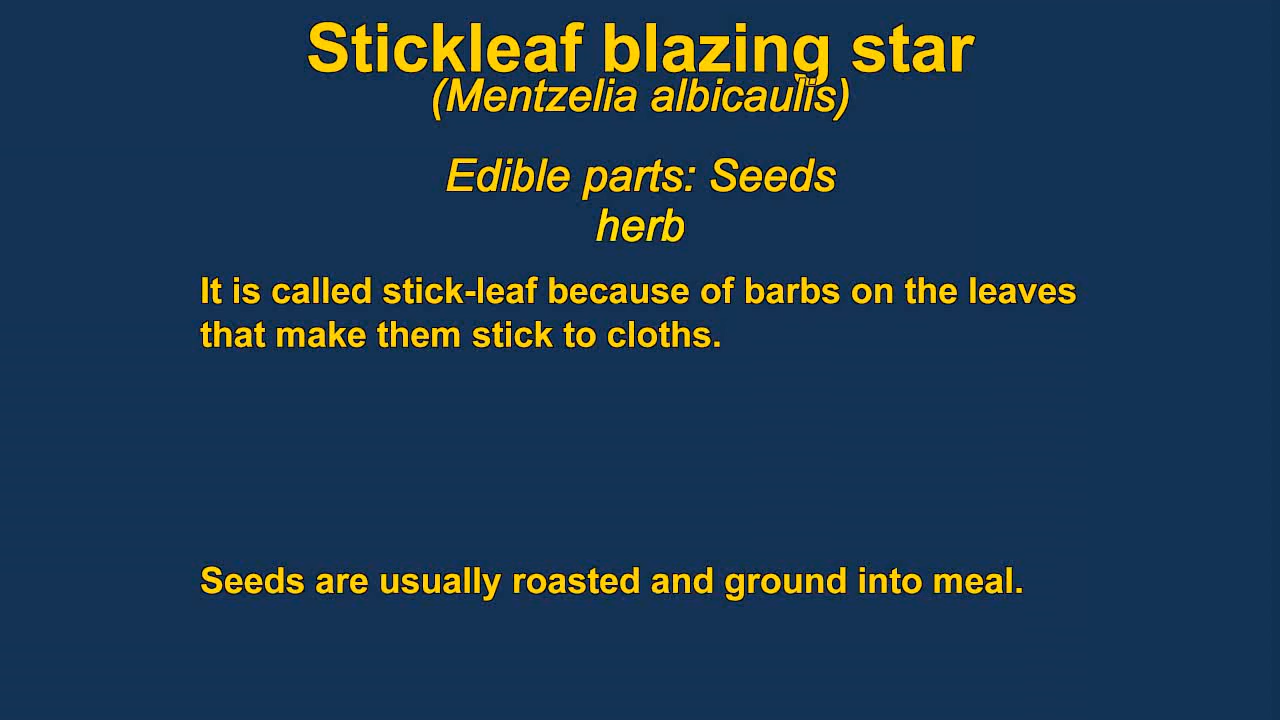 Stickleaf blazing star
(Mentzelia albicaulis)
Edible parts: Seeds
herb
It is called stick-leaf because of barbs on the leaves
that make them stick to cloths.
Seeds are usually roasted and ground into meal.